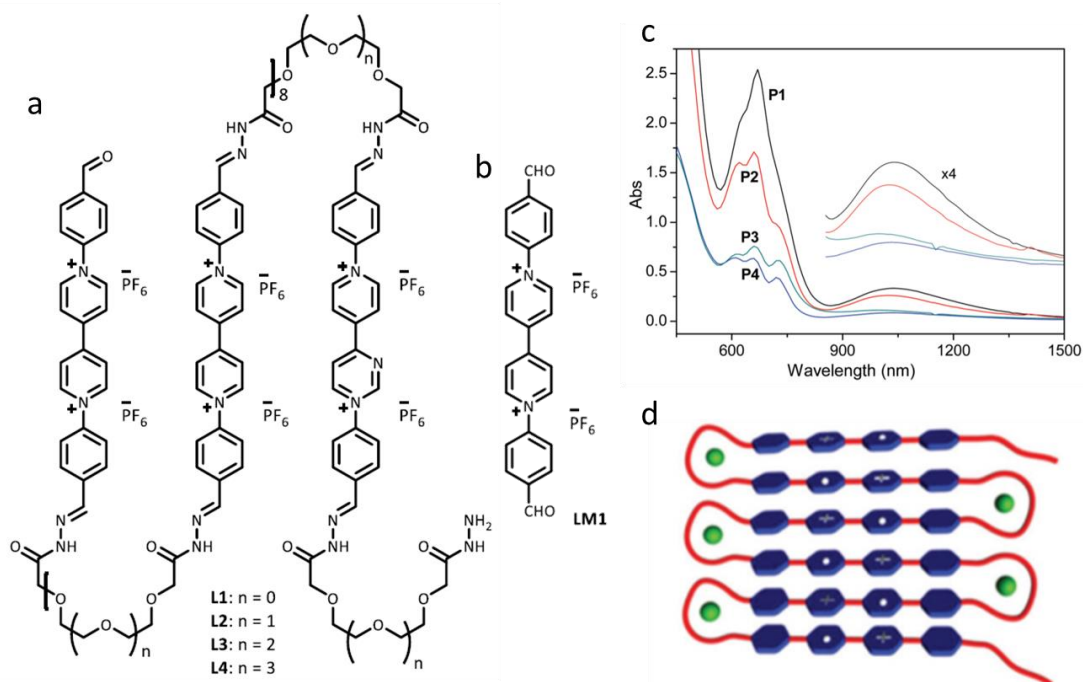 a
O
N
+
PF6
–
N
+
PF6
–
N
O
NH
[
O
O
( )
n
O
HN
N
O
HN
8
O
( O )
n
O
O
NH
N
N
+
PF6
–
N
+
PF6
–
N
+
PF6
–
N
N
+
PF6
–
N
NH
O
O
( O )
n
O
O
HN
NH2
L1: n = 0
L2: n = 1
L3: n = 2
L4: n = 3
b
CHO
N
+
PF6
–
N
+
PF6
–
CHO
LM1
c
2.5
2.0
1.5
1.0
0.5
0.0
Abs
P1
P2
P3
P4
x4
600 900 1200 1500
Wavelength (nm)
d